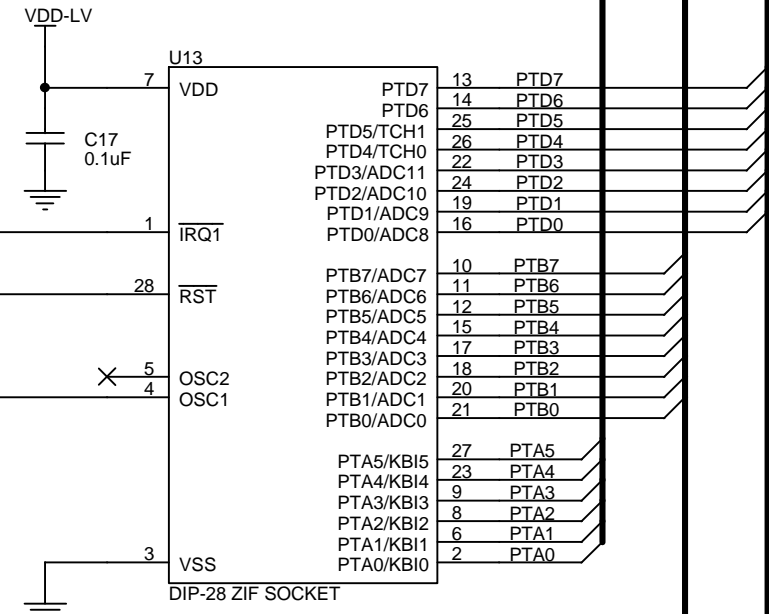 VDD-LV
U13
7 VDD PTD7 13 PTD7
PTD6 14 PTD6
C17 PTD5/TCH1 25 PTD5
0.1uF PTD4/TCH0 26 PTD4
PTD3/ADC11 22 PTD3
PTD2/ADC10 24 PTD2
PTD1/ADC9 19 PTD1
1 IRQ1 PTD0/ADC8 16 PTD0
PTB7/ADC7 10 PTB7
28 RST PTB6/ADC6 11 PTB6
PTB5/ADC5 12 PTB5
PTB4/ADC4 15 PTB4
PTB3/ADC3 17 PTB3
5 OSC2 PTB2/ADC2 18 PTB2
4 OSC1 PTB1/ADC1 20 PTB1
PTB0/ADC0 21 PTB0
PTA5/KBI5 27 PTA5
PTA4/KBI4 23 PTA4
PTA3/KBI3 9 PTA3
PTA2/KBI2 8 PTA2
PTA1/KBI1 6 PTA1
3 VSS PTA0/KBI0 2 PTA0
DIP-28 ZIF SOCKET